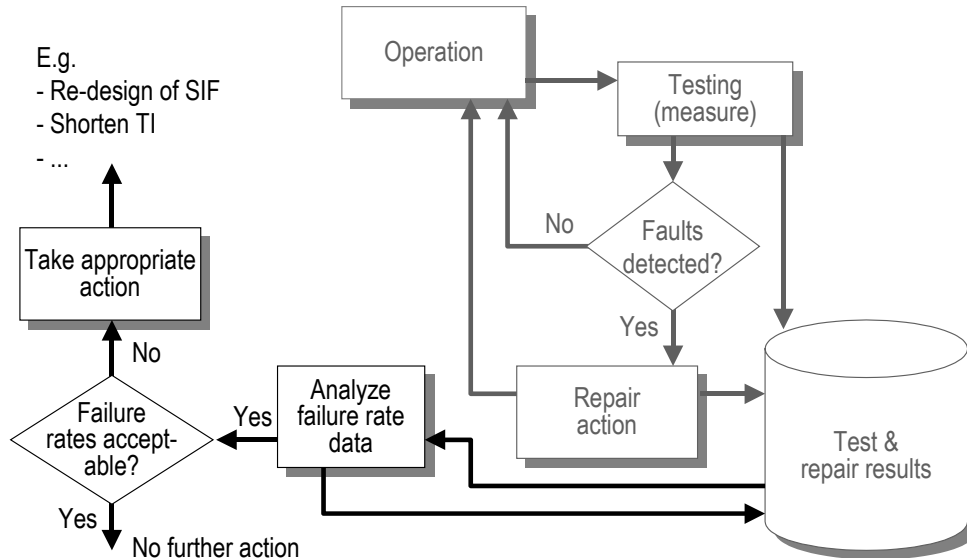 E.g.
- Re-design of SIF
- Shorten TI
- ...
Operation
Testing
(measure)
No
Faults
detected?
Yes
Take appropriate
action
No
Failure
rates accept-
able?
Yes
Analyze
failure rate
data
Repair
action
Test &
repair results
Yes
No further action